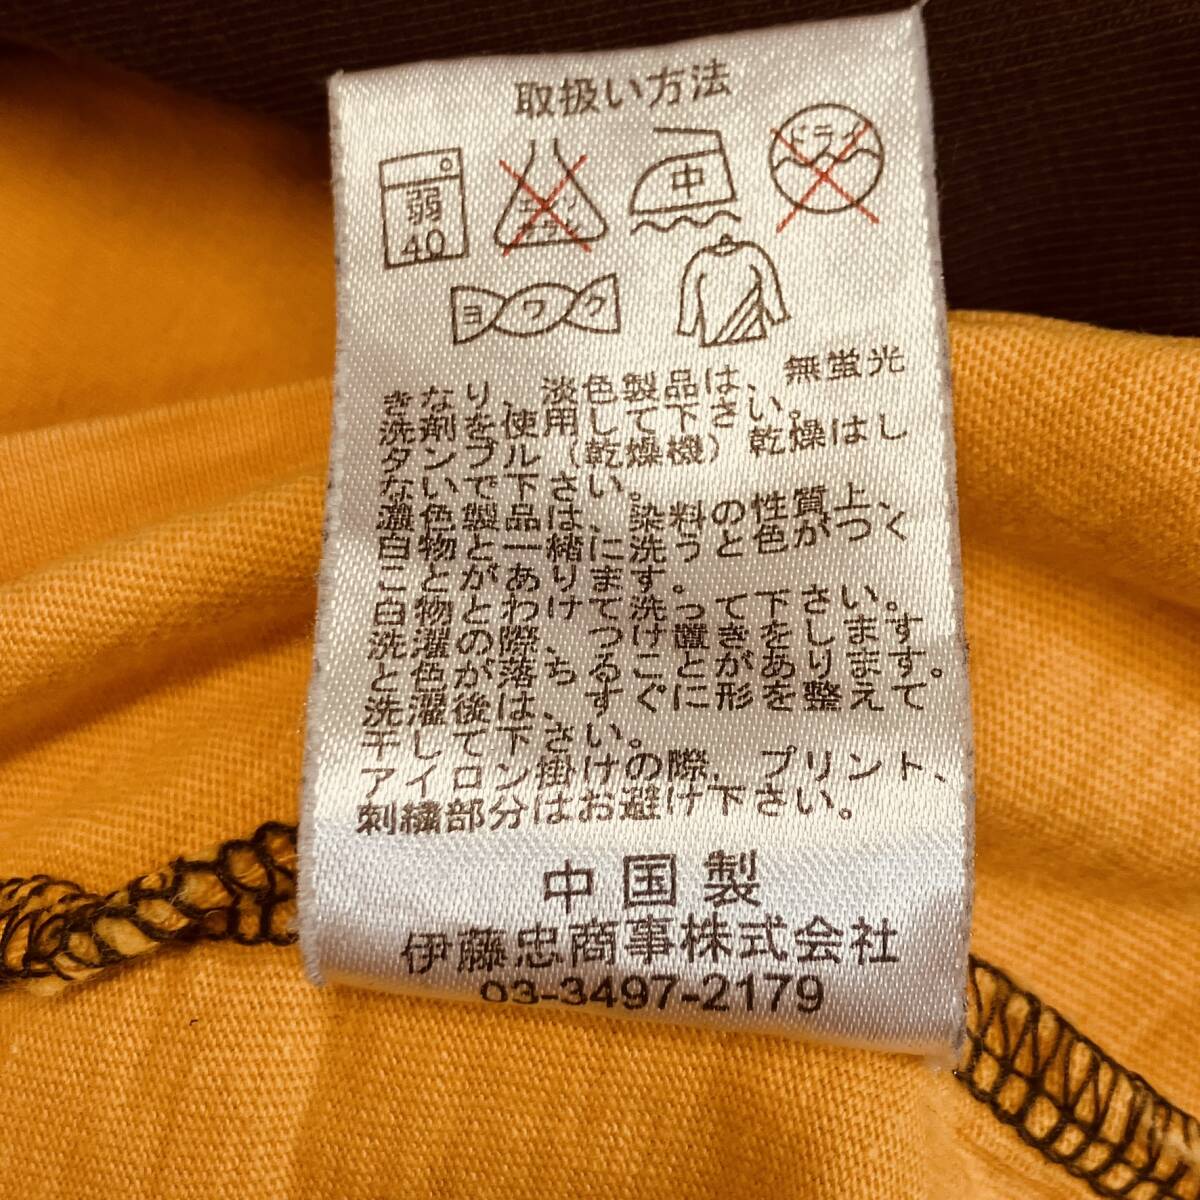 取扱い方法
弱
40
エンソ
サラシ
中
ドライ
ヨワク
きなり、淡色製品は、無蛍光
洗剤を使用して下さい。
タンブル（乾燥機）乾燥はし
ないで下さい。
濃色製品は、染料の性質上、
白物と一緒に洗うと色がつく
ことがあります。
白物とわけて洗って下さい。
洗濯の際、つけ置きをします
と色が落ちることがあります。
洗濯後は、すぐに形を整えて
干して下さい。
アイロン掛けの際、プリント、
刺繍部分はお避け下さい。
中国製
伊藤忠商事株式会社
03-3497-2179